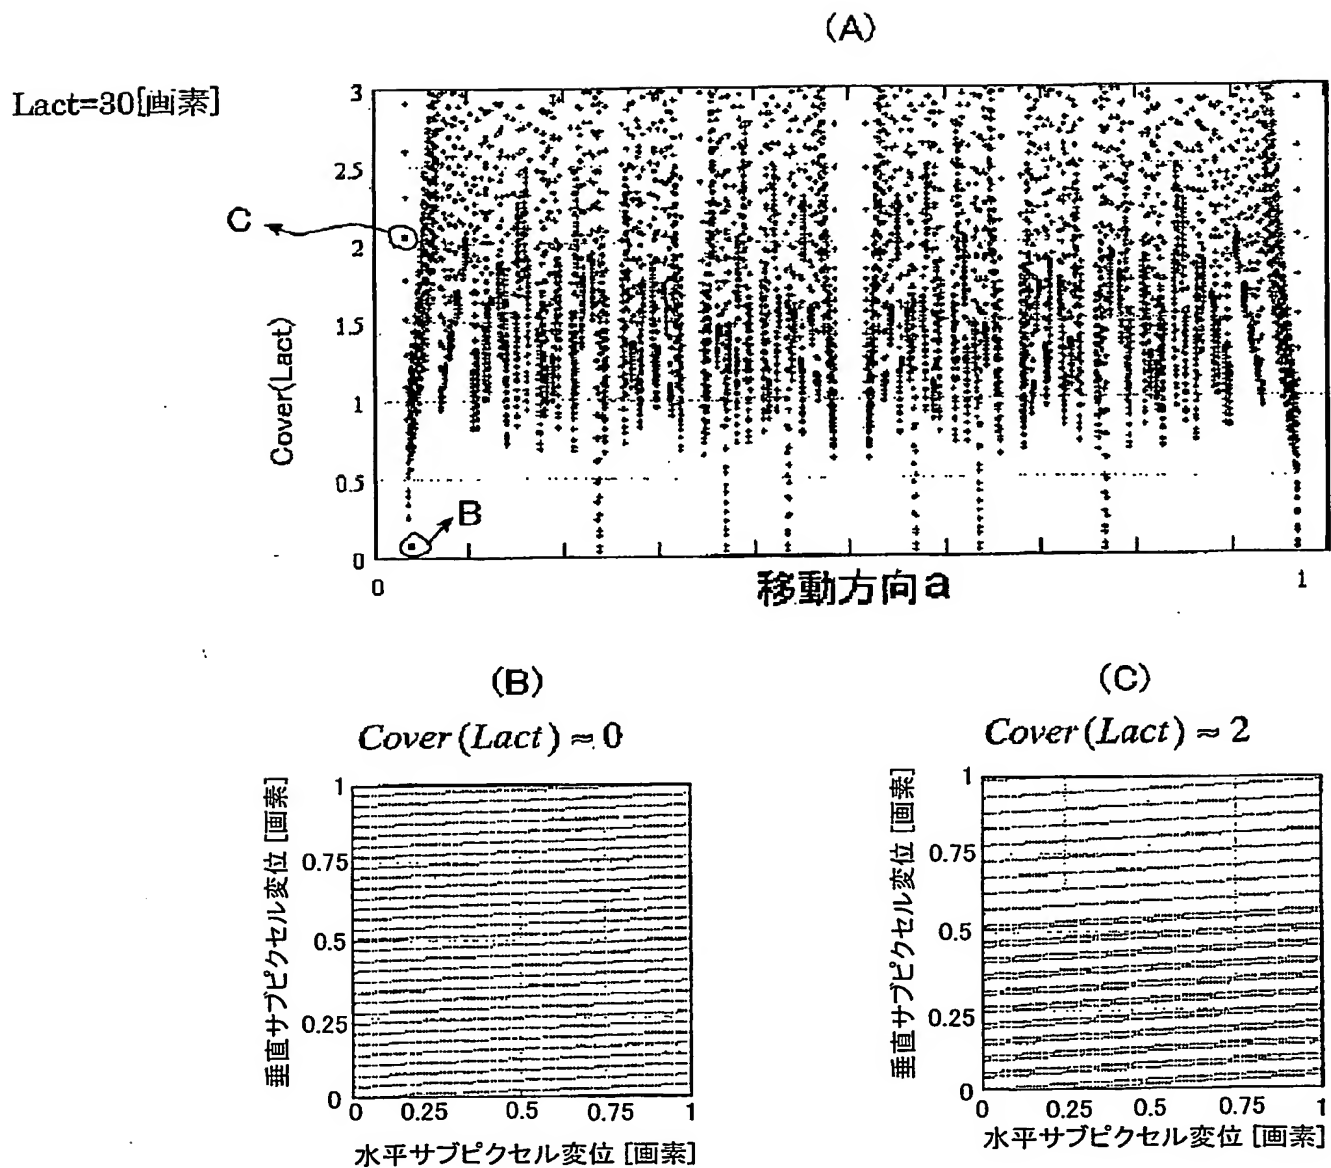 (A)
Lact=30[画素]
3
2.5
C
2
1.5
Cover(Lact)
1
0.5
B
0
0
移動方向a
1
(B)
Cover (Lact) ≈ 0
垂直サブピクセル変位 [画素]
1
0.75
0.5
0.25
0
0 0.25 0.5 0.75 1
水平サブピクセル変位 [画素]
(C)
Cover (Lact) ≈ 2
垂直サブピクセル変位 [画素]
1
0.75
0.5
0.25
0
0 0.25 0.5 0.75 1
水平サブピクセル変位 [画素]